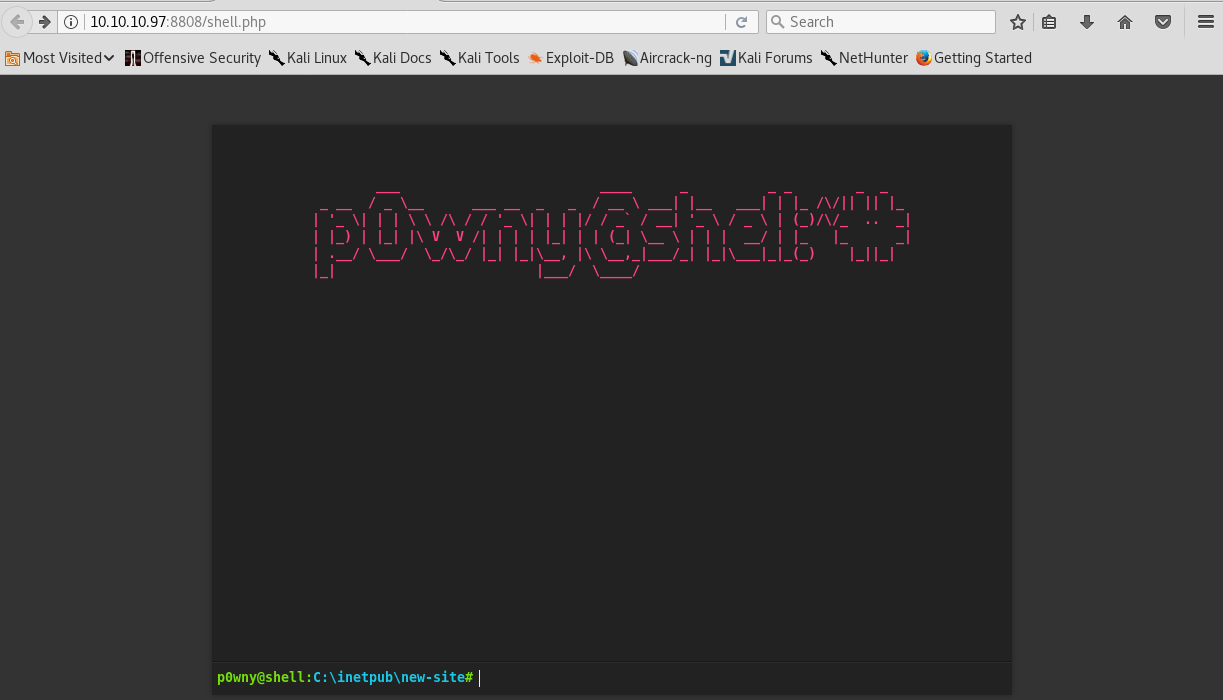 10.10.10.97:8808/shell.php
Search
Most Visited Offensive Security Kali Linux Kali Docs Kali Tools Exploit-DB Aircrack-ng Kali Forums NetHunter Getting Started
p0wny@shell:~#
p0wny@shell:C:\inetpub\new-site#